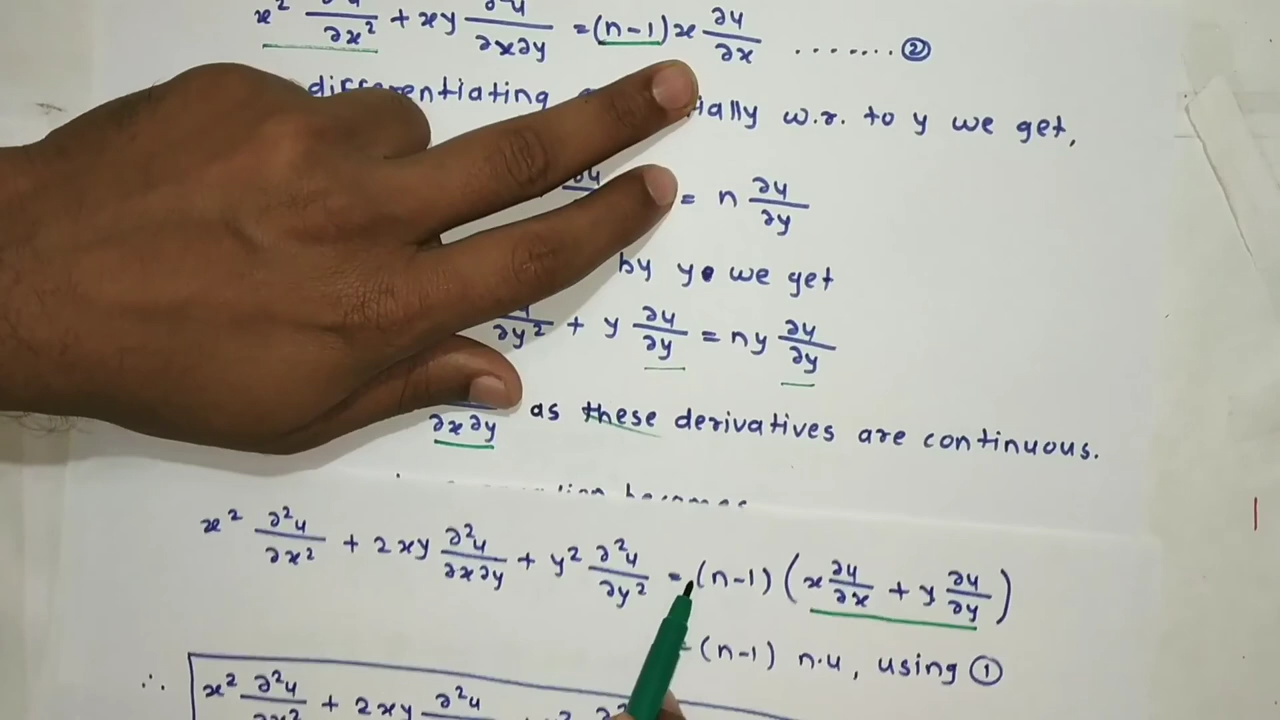 x² ∂²u/∂x² + xy ∂²u/∂x∂y = (n-1) x ∂u/∂x ....... ②
differentiating w.r. to y we get,
∂u = n ∂u/∂y
by y we get
∂y² + y ∂u/∂y = ny ∂u/∂y
∂x∂y as these derivatives are continuous.
x² ∂²u/∂x² + 2xy ∂²u/∂x∂y + y² ∂²u/∂y² = (n-1) (x ∂u/∂x + y ∂u/∂y)
(n-1) n.u, using ①
∴ x² ∂²u/∂x² + 2xy ∂²u